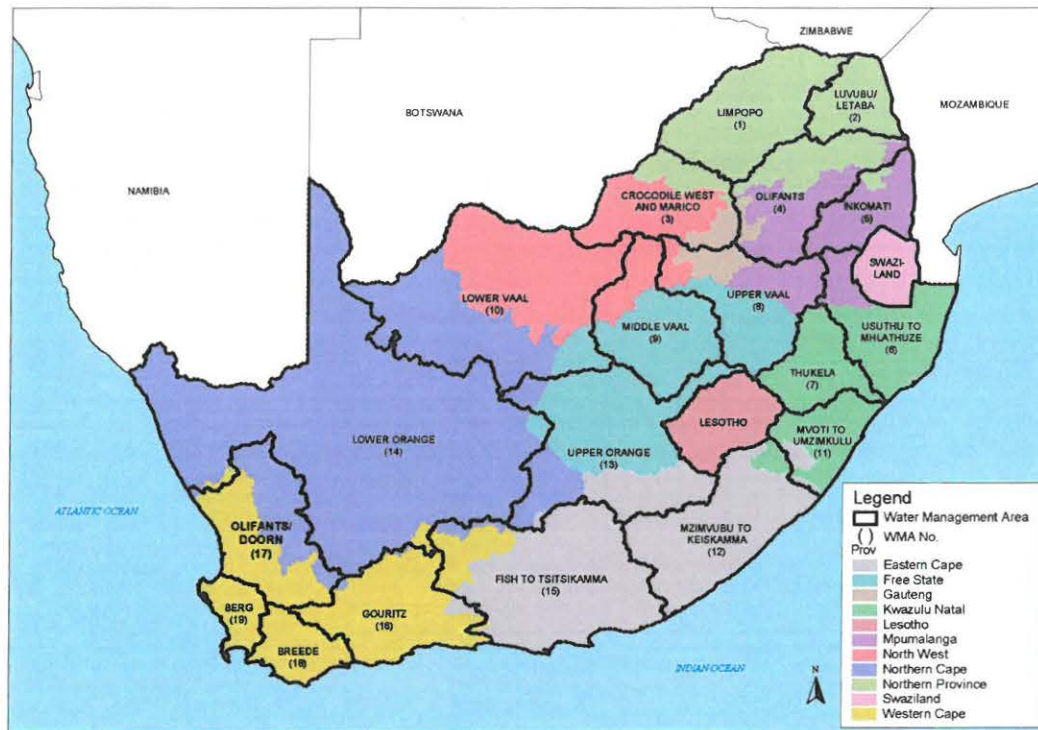 ZIMBABWE
BOTSWANA
MOZAMBIQUE
NAMIBIA
LIMPOPO
(1)
LUVUBU/
LETABA
(2)
CROCODILE WEST
AND MARICO
(3)
OLIFANTS
(4)
INKOMATI
(5)
SWAZI-
LAND
LOWER VAAL
(10)
MIDDLE VAAL
(9)
UPPER VAAL
(8)
USUTHU TO
MHLATHUZE
(6)
THUKELA
(7)
LESOTHO
MVOTI TO
UMZIMKULU
(11)
LOWER ORANGE
(14)
UPPER ORANGE
(13)
MZIMVUBU TO
KEISKAMMA
(12)
ATLANTIC OCEAN
OLIFANTS/
DOORN
(17)
FISH TO TSITSIKAMMA
(15)
BERG
(19)
GOURITZ
(16)
BREEDE
(18)
INDIAN OCEAN
N
Legend
Water Management Area
( ) WMA No.
Prov
Eastern Cape
Free State
Gauteng
Kwazulu Natal
Lesotho
Mpumalanga
North West
Northern Cape
Northern Province
Swaziland
Western Cape